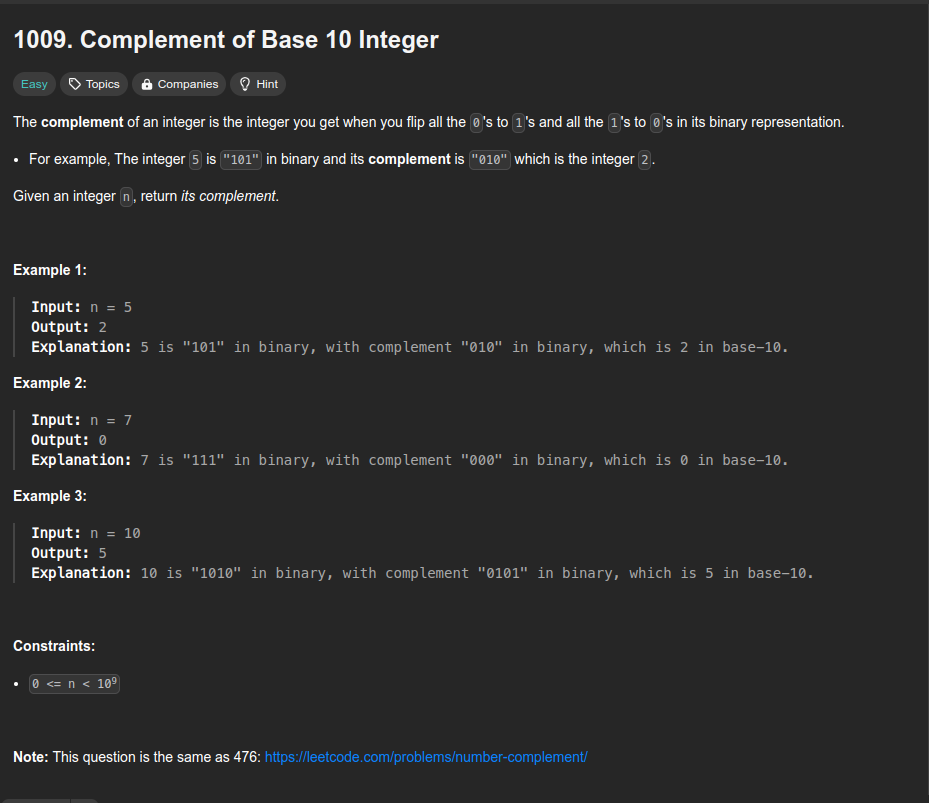 1009. Complement of Base 10 Integer
Easy Topics Companies Hint
The complement of an integer is the integer you get when you flip all the 0's to 1's and all the 1's to 0's in its binary representation.
• For example, The integer 5 is "101" in binary and its complement is "010" which is the integer 2.
Given an integer n, return its complement.
Example 1:
Input: n = 5
Output: 2
Explanation: 5 is "101" in binary, with complement "010" in binary, which is 2 in base-10.
Example 2:
Input: n = 7
Output: 0
Explanation: 7 is "111" in binary, with complement "000" in binary, which is 0 in base-10.
Example 3:
Input: n = 10
Output: 5
Explanation: 10 is "1010" in binary, with complement "0101" in binary, which is 5 in base-10.
Constraints:
• 0 <= n < 10⁹
Note: This question is the same as 476: https://leetcode.com/problems/number-complement/